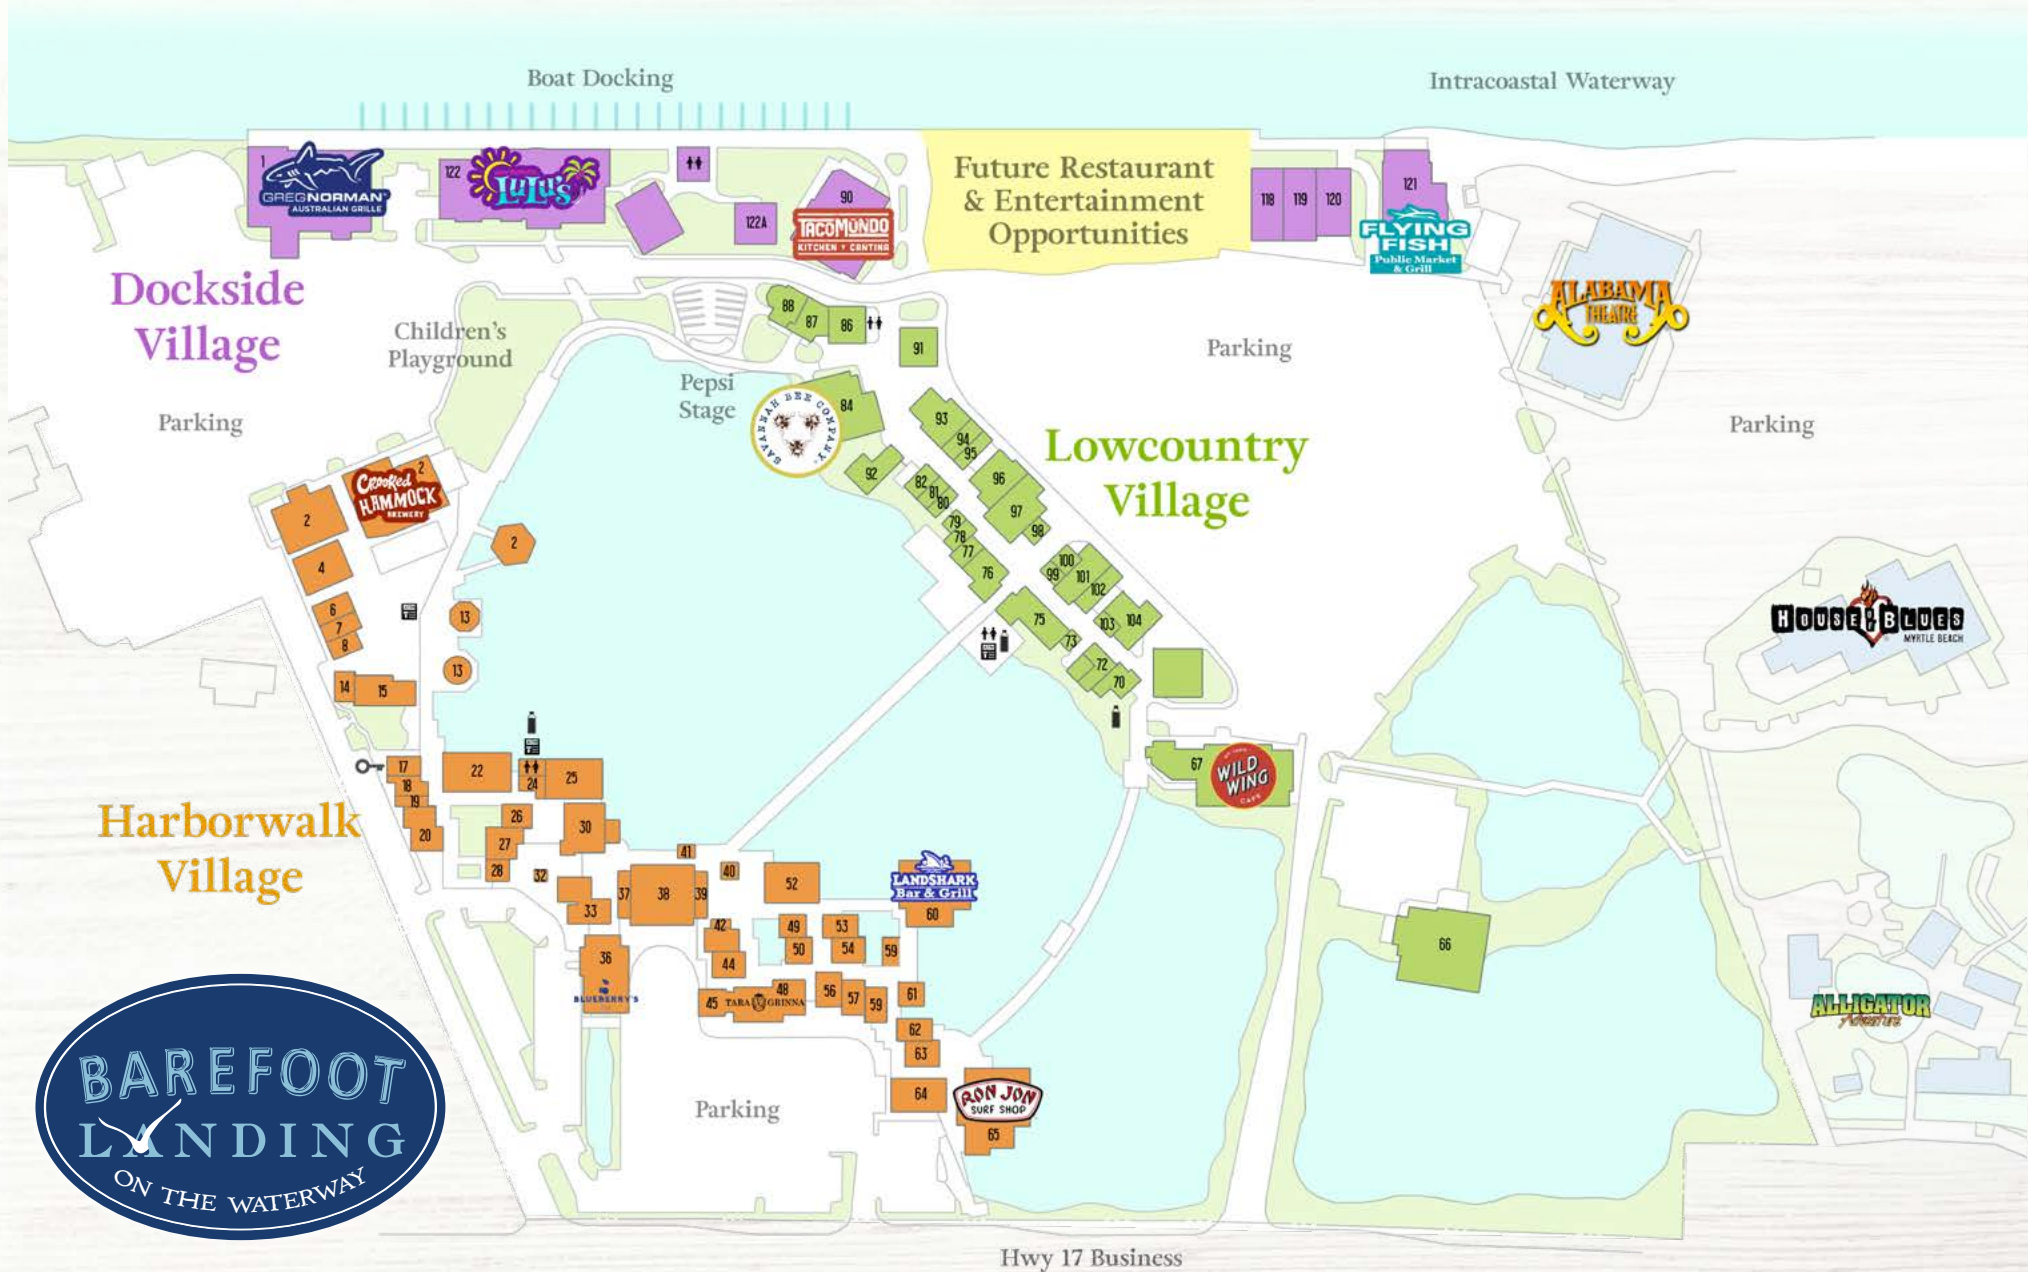 Boat Docking
Intracoastal Waterway
1
GREG NORMAN
AUSTRALIAN GRILLE
122
LuLu's
122A
90
TACOMUNDO
KITCHEN Y CANTINA
Future Restaurant
& Entertainment
Opportunities
118
119
120
121
FLYING
FISH
Public Market
& Grill
ALABAMA
THEATRE
Dockside
Village
Children's
Playground
Parking
Pepsi
Stage
88
87
86
91
Parking
Parking
SAVANNAH BEE COMPANY
84
93
94
95
92
82
81
80
79
78
77
76
96
97
98
Lowcountry
Village
100
99
101
102
103
104
75
73
72
70
2
Crooked
HAMMOCK
BREWERY
2
2
4
6
7
8
13
13
14
15
HOUSE OF BLUES
MYRTLE BEACH
67
WILD
WING
CAFE
66
17
18
19
20
22
24
25
26
27
28
30
32
33
Harborwalk
Village
36
BLUEBERRY'S
37
38
39
40
41
42
44
45
TARA GRINNA
48
49
50
52
53
54
56
57
59
59
LANDSHARK
Bar & Grill
60
61
62
63
64
RON JON
SURF SHOP
65
ALLIGATOR
Adventure
Parking
BAREFOOT
LANDING
ON THE WATERWAY
Hwy 17 Business